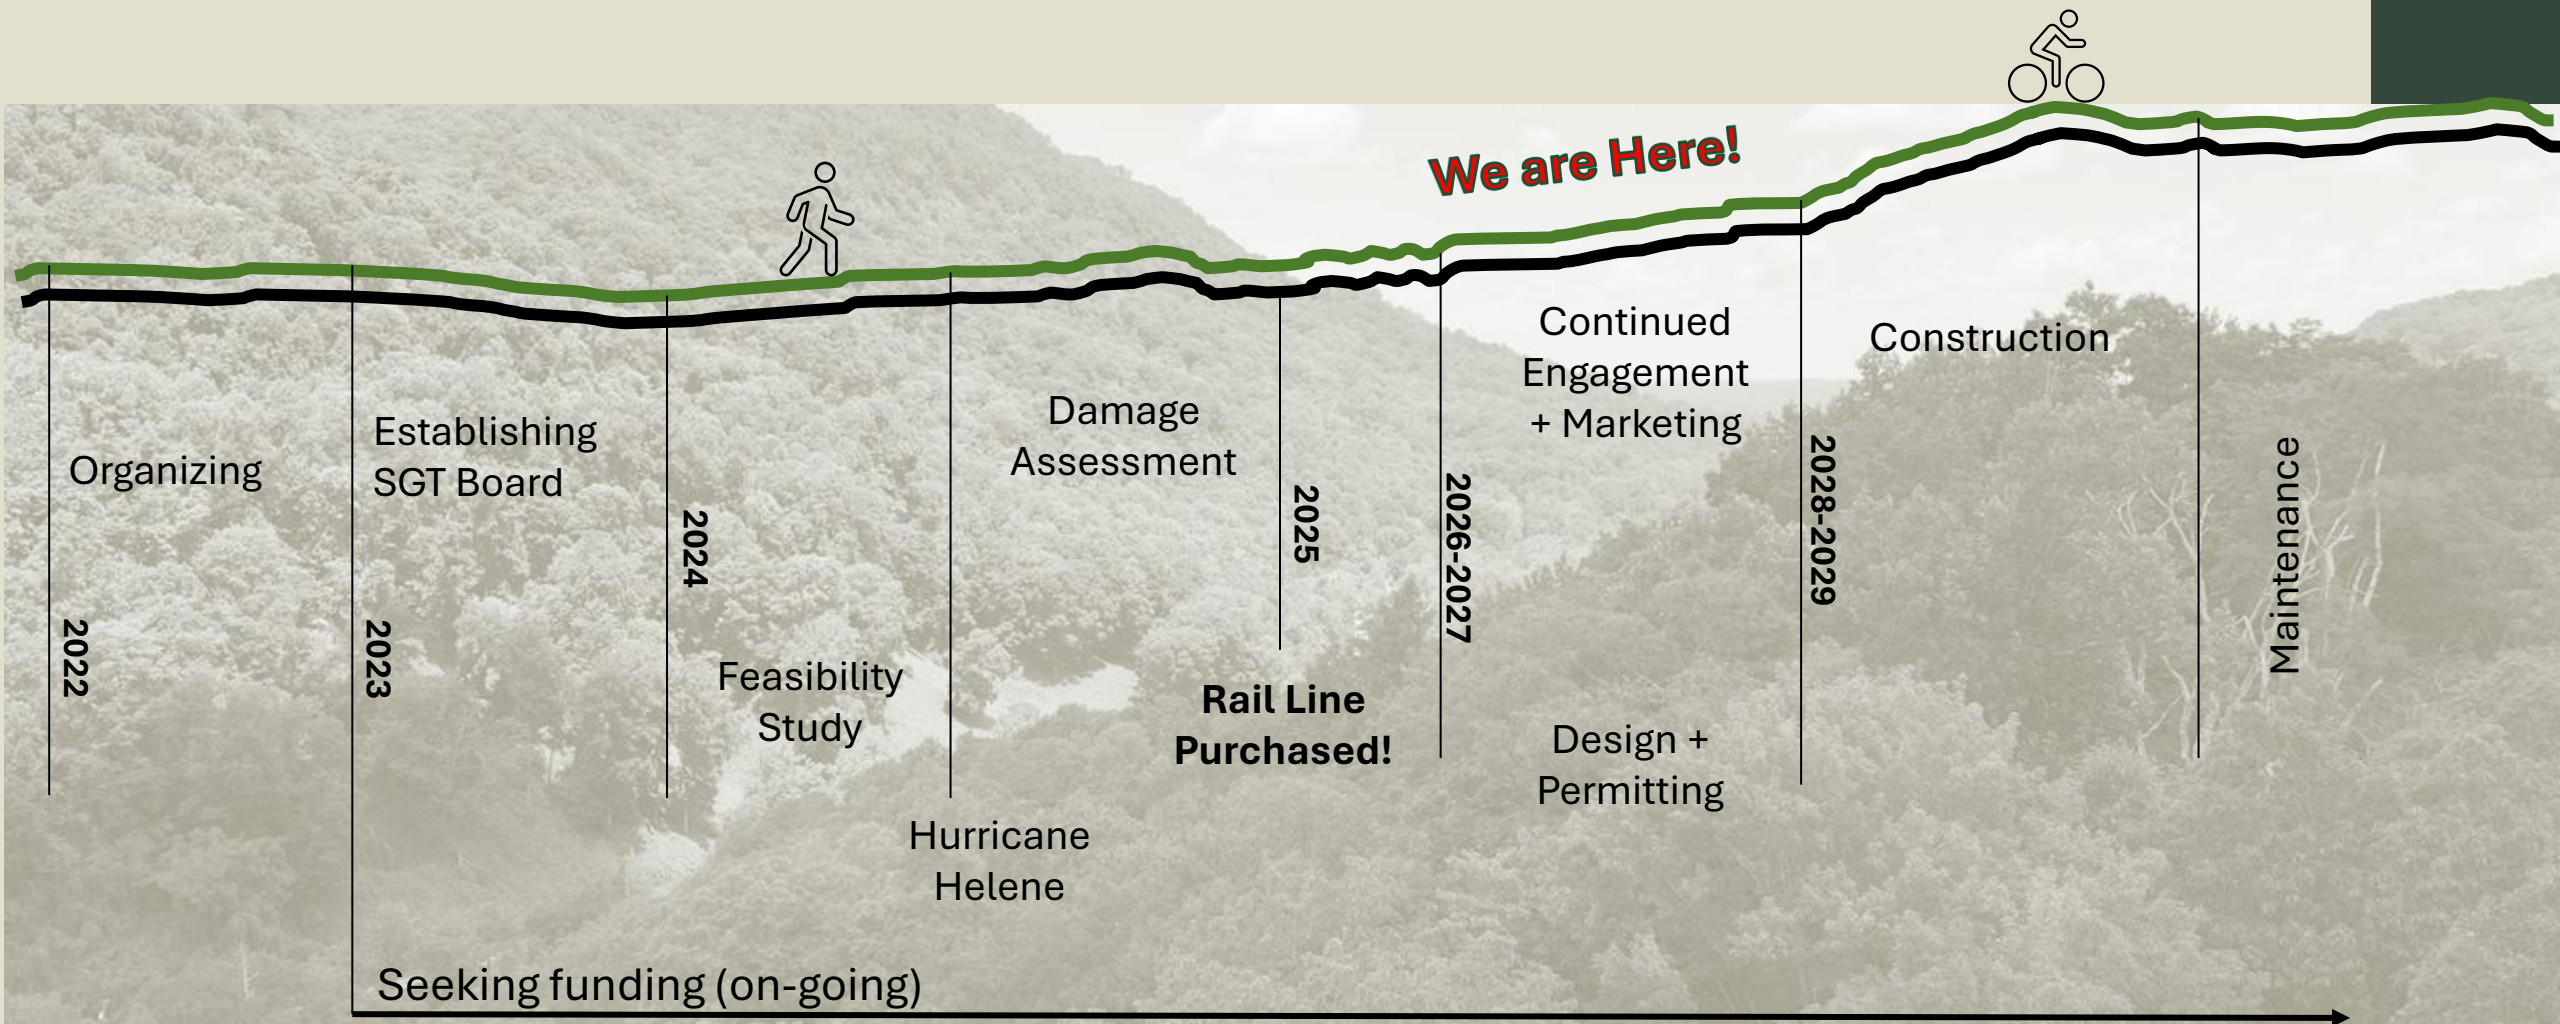 We are Here!
Organizing
2022
Establishing
SGT Board
2023
2024
Feasibility
Study
Hurricane
Helene
Damage
Assessment
2025
Rail Line
Purchased!
2026-2027
Continued
Engagement
+ Marketing
Design +
Permitting
2028-2029
Construction
Maintenance
Seeking funding (on-going)